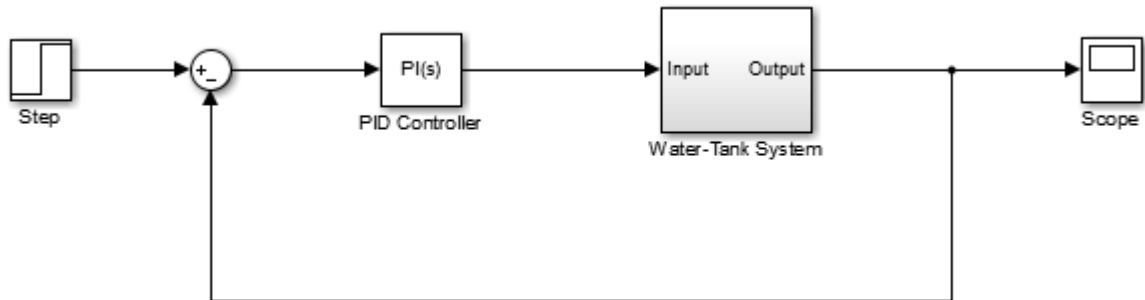 Step
+
−
PI(s)
PID Controller
Input
Output
Water-Tank System
Scope